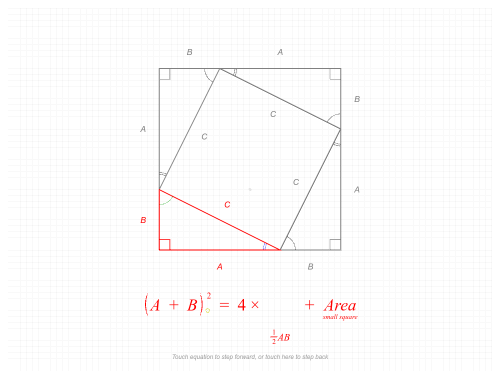 B A
B
C
A C
C A
C
B
A B
(A + B)² = 4 × + Area
small square
½AB
Touch equation to step forward, or touch here to step back